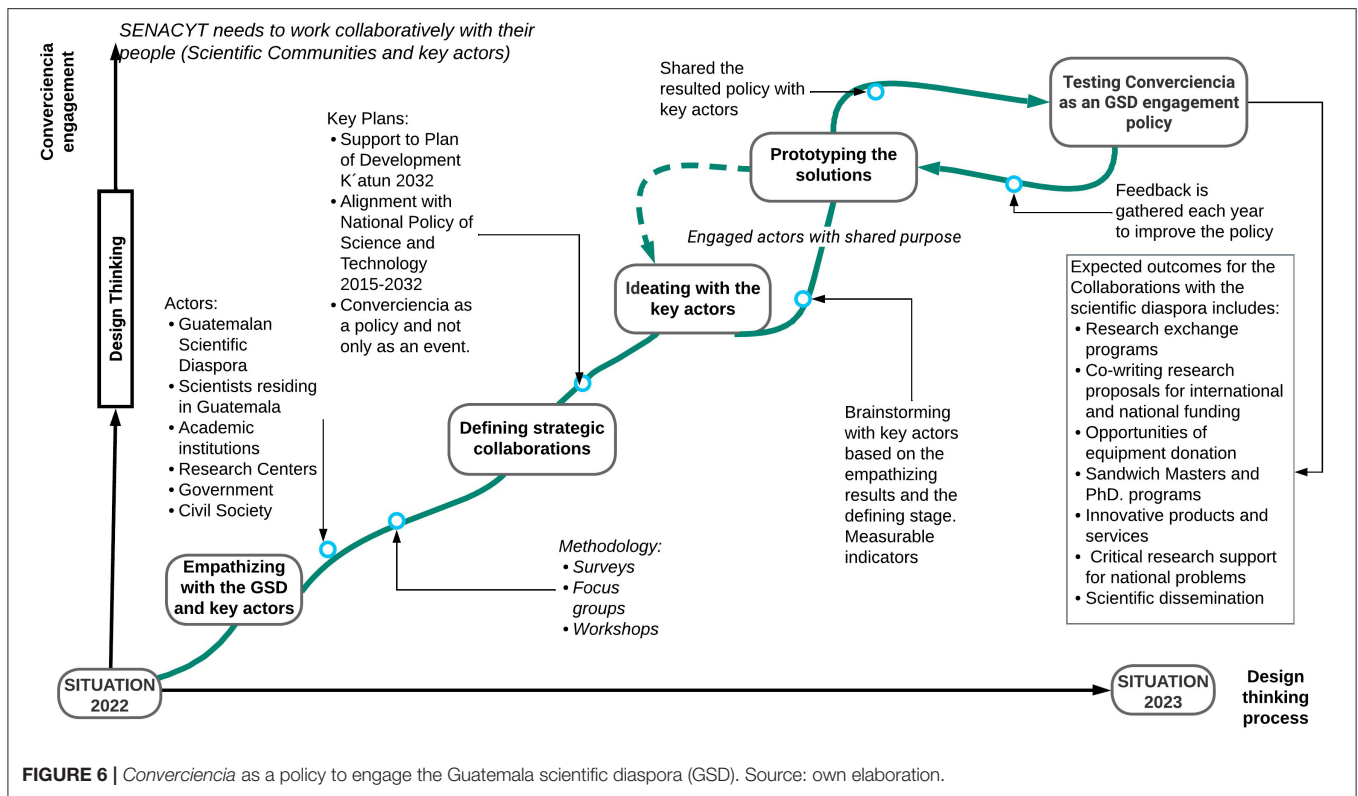 SENACYT needs to work collaboratively with their
people (Scientific Communities and key actors)
Converciencia
engagement
Design Thinking
Shared the
resulted policy with
key actors
Testing Converciencia
as an GSD engagement
policy
Key Plans:
• Support to Plan
of Development
K´atun 2032
• Alignment with
National Policy of
Science and
Technology
2015-2032
• Converciencia as
a policy and not
only as an event.
Prototyping the
solutions
Feedback is
gathered each year
to improve the policy
Engaged actors with shared purpose
Ideating with the
key actors
Actors:
• Guatemalan
Scientific
Diaspora
• Scientists residing
in Guatemala
• Academic
institutions
• Research Centers
• Government
• Civil Society
Expected outcomes for the
Collaborations with the
scientific diaspora includes:
• Research exchange
programs
• Co-writing research
proposals for international
and national funding
• Opportunities of
equipment donation
• Sandwich Masters and
PhD. programs
• Innovative products and
services
• Critical research support
for national problems
• Scientific dissemination
Defining strategic
collaborations
Brainstorming
with key actors
based on the
empathizing
results and the
defining stage.
Measurable
indicators
Empathizing
with the GSD
and key actors
Methodology:
• Surveys
• Focus
groups
• Workshops
SITUATION
2022
SITUATION
2023
Design
thinking
process
FIGURE 6 | Converciencia as a policy to engage the Guatemala scientific diaspora (GSD). Source: own elaboration.